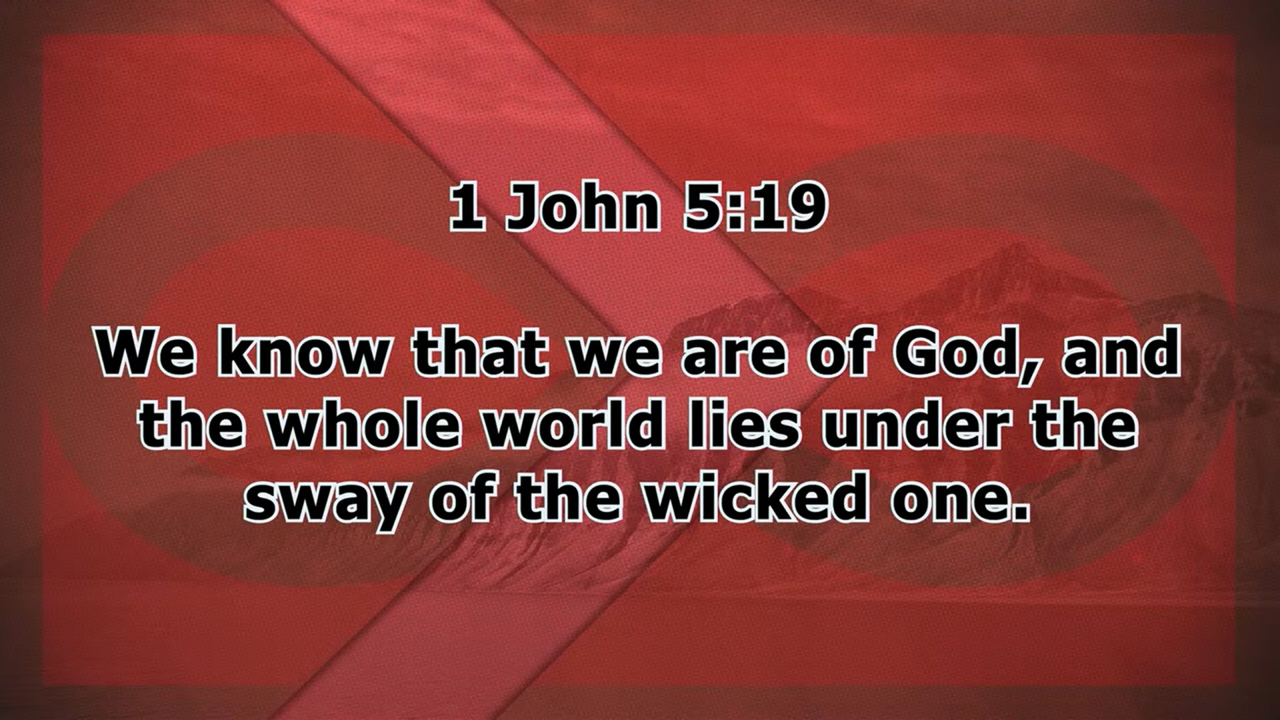 1 John 5:19
We know that we are of God, and
the whole world lies under the
sway of the wicked one.